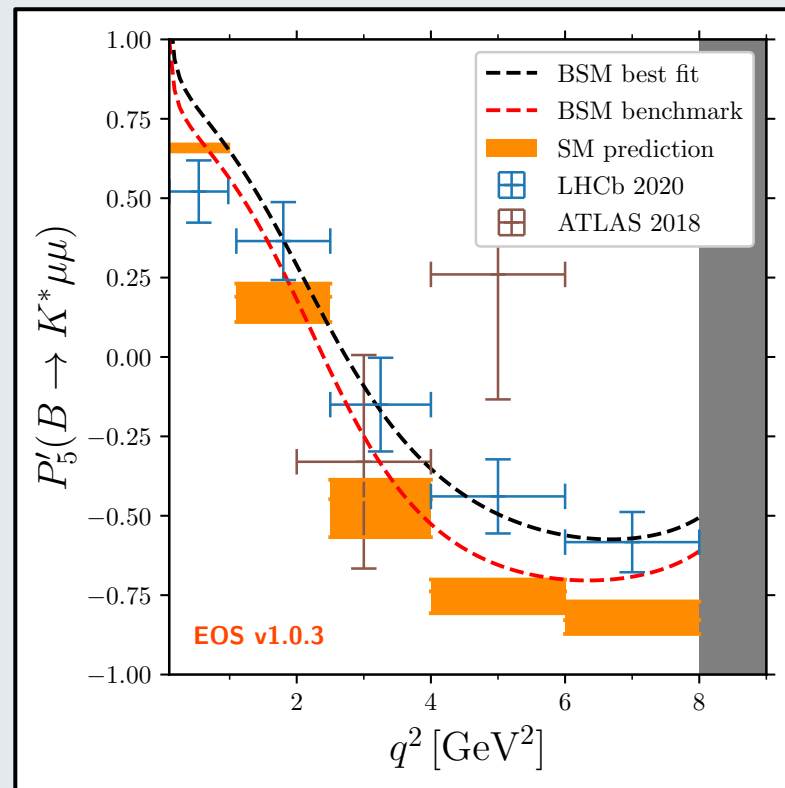 1.00
0.75
0.50
0.25
0.00
−0.25
−0.50
−0.75
−1.00
P′₅(B → K* μμ)
BSM best fit
BSM benchmark
SM prediction
LHCb 2020
ATLAS 2018
EOS v1.0.3
2 4 6 8
q² [GeV²]